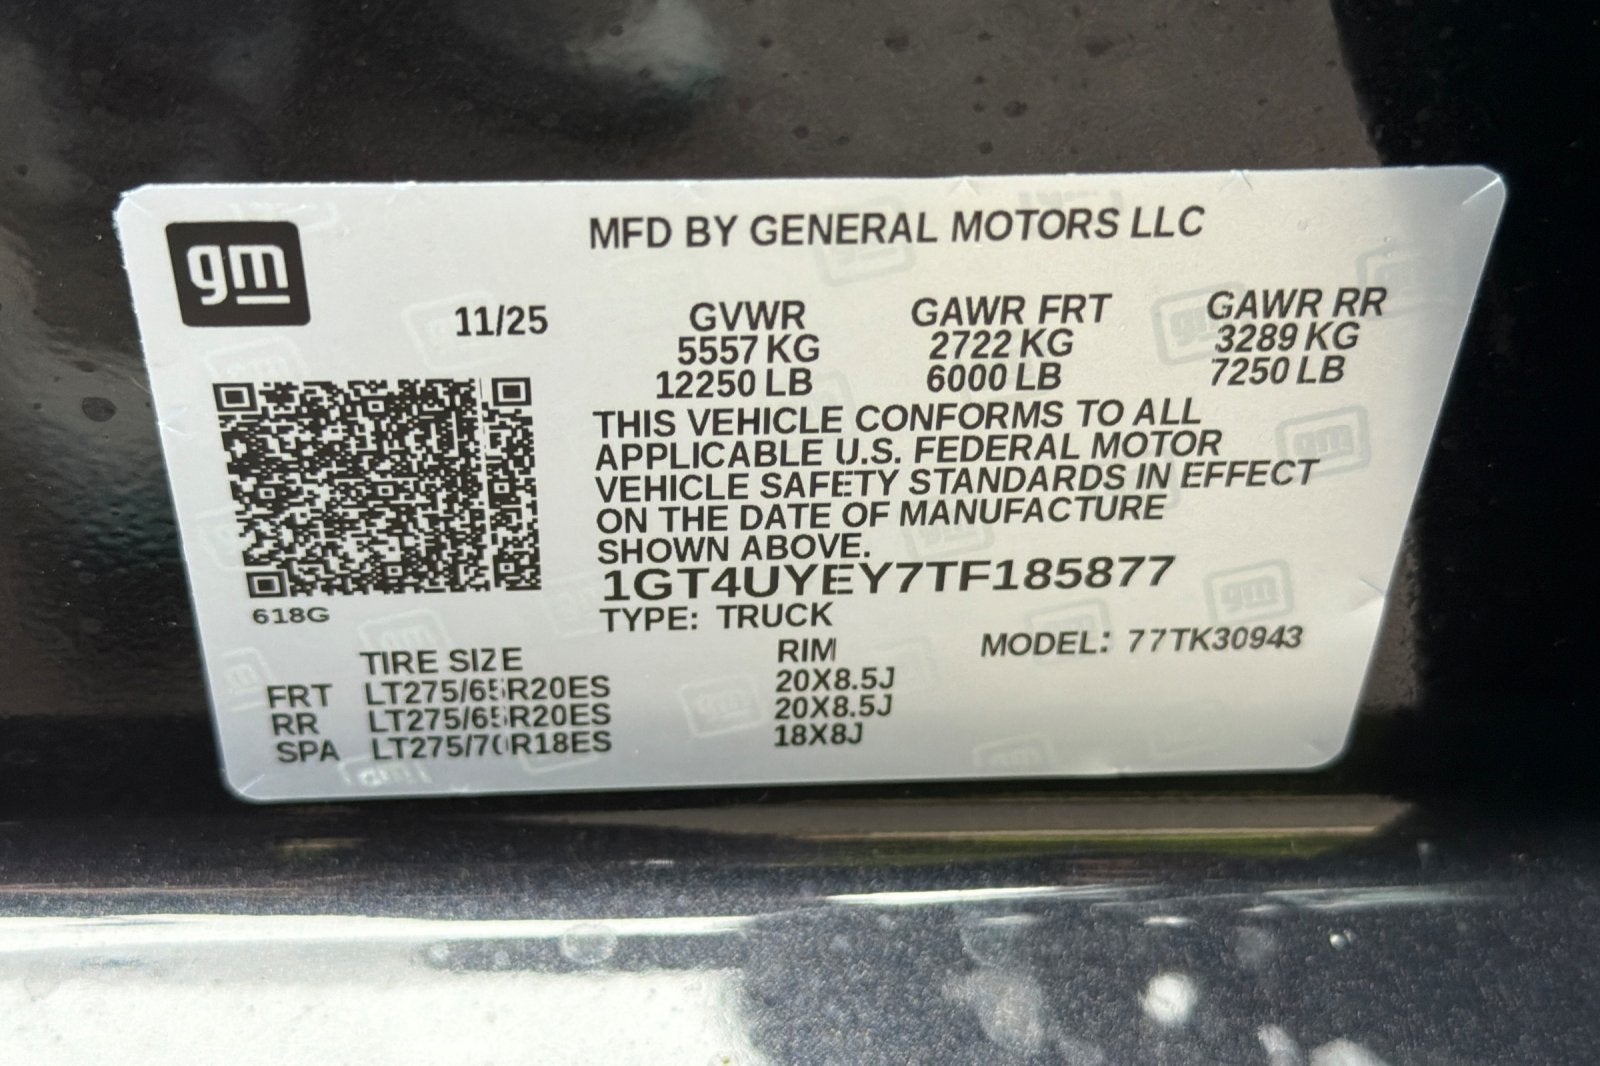 gm
MFD BY GENERAL MOTORS LLC
11/25
GVWR GAWR FRT GAWR RR
5557 KG 2722 KG 3289 KG
12250 LB 6000 LB 7250 LB
THIS VEHICLE CONFORMS TO ALL
APPLICABLE U.S. FEDERAL MOTOR
VEHICLE SAFETY STANDARDS IN EFFECT
ON THE DATE OF MANUFACTURE
SHOWN ABOVE.
1GT4UYEY7TF185877
618G
TYPE: TRUCK
MODEL: 77TK30943
TIRE SIZE RIM
FRT LT275/65R20ES 20X8.5J
RR LT275/65R20ES 20X8.5J
SPA LT275/70R18ES 18X8J